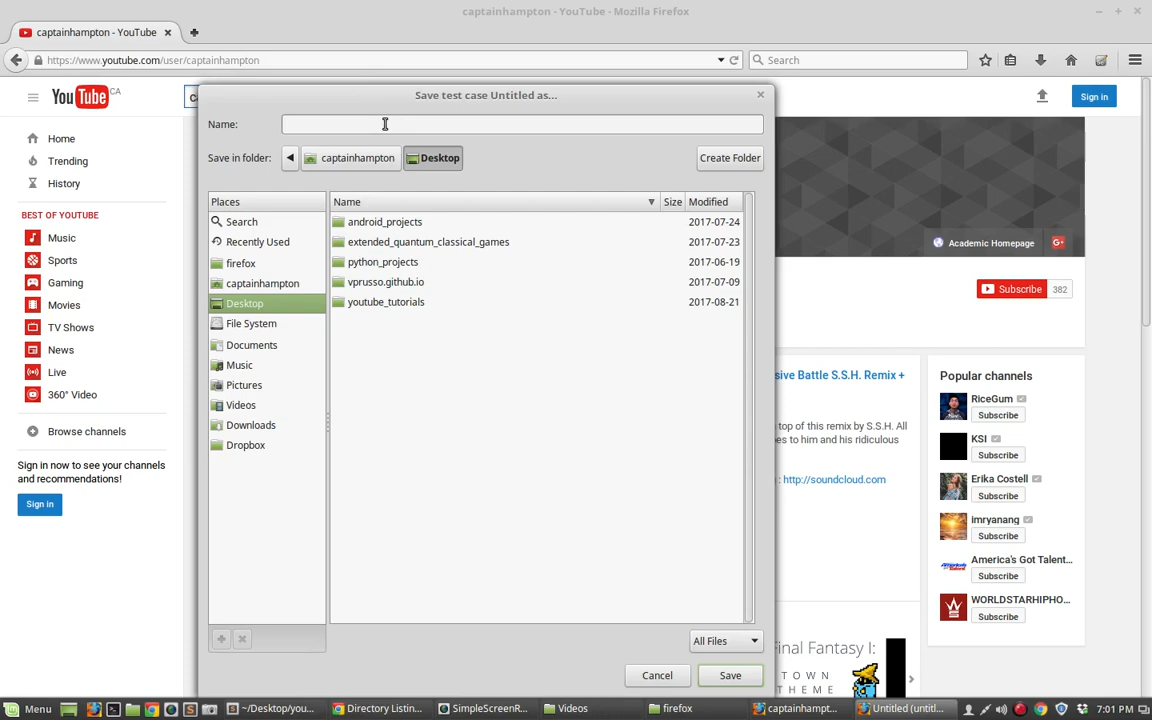 captainhampton - YouTube - Mozilla Firefox
captainhampton - YouTube
https://www.youtube.com/user/captainhampton
Search
YouTube CA
Sign in
Home
Trending
History
BEST OF YOUTUBE
Music
Sports
Gaming
Movies
TV Shows
News
Live
360° Video
Browse channels
Sign in now to see your channels
and recommendations!
Sign in
Save test case Untitled as...
Name:
Save in folder:
captainhampton
Desktop
Create Folder
Places
Search
Recently Used
firefox
captainhampton
Desktop
File System
Documents
Music
Pictures
Videos
Downloads
Dropbox
Name Size Modified
android_projects 2017-07-24
extended_quantum_classical_games 2017-07-23
python_projects 2017-06-19
vprusso.github.io 2017-07-09
youtube_tutorials 2017-08-21
All Files
Cancel
Save
Academic Homepage
Subscribe 382
sive Battle S.S.H. Remix +
top of this remix by S.S.H. All
es to him and his ridiculous
: http://soundcloud.com
inal Fantasy I:
TOWN
THEME
Popular channels
RiceGum
Subscribe
KSI
Subscribe
Erika Costell
Subscribe
imryanang
Subscribe
America's Got Talent...
Subscribe
WORLDSTARHIPHO...
Subscribe
Menu
~/Desktop/you...
Directory Listin...
SimpleScreenR...
Videos
firefox
captainhampt...
Untitled (untitl...
7:01 PM